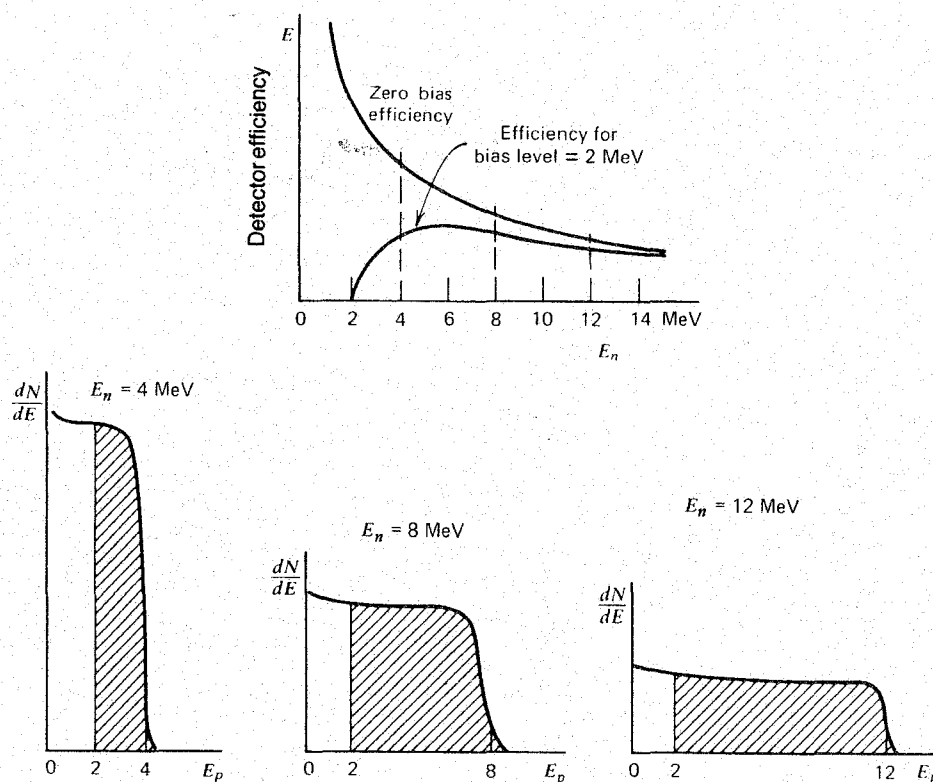 E
Detector efficiency
Zero bias
efficiency
Efficiency for
bias level = 2 MeV
0 2 4 6 8 10 12 14 MeV
E_n
dN
dE
E_n = 4 MeV
0 2 4 E_p
E_n = 8 MeV
dN
dE
0 2 8 E_p
E_n = 12 MeV
dN
dE
0 2 12 E_p